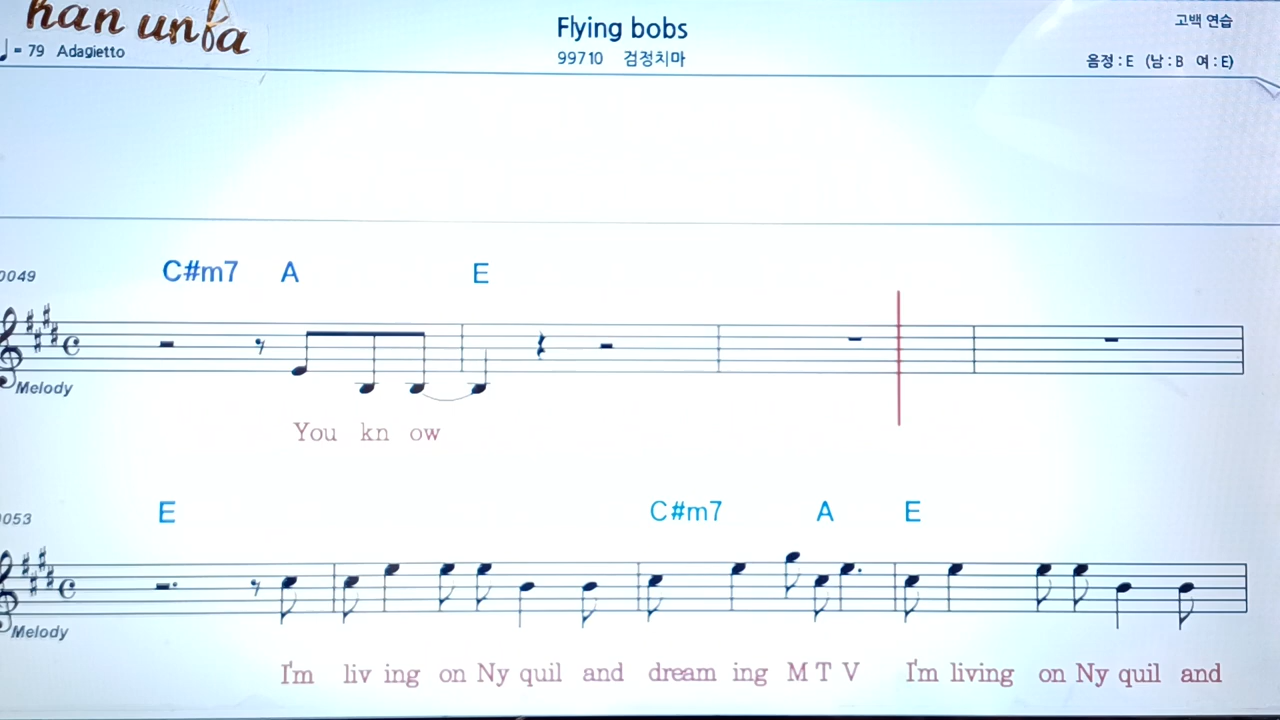 han unfa
♩ = 79 Adagietto
Flying bobs
99710 검정치마
고백 연습
음정 : E (남 : B 여 : E)
0049
C#m7 A E
Melody
You kn ow
0053
E C#m7 A E
Melody
I'm liv ing on Ny quil and dream ing M T V I'm living on Ny quil and